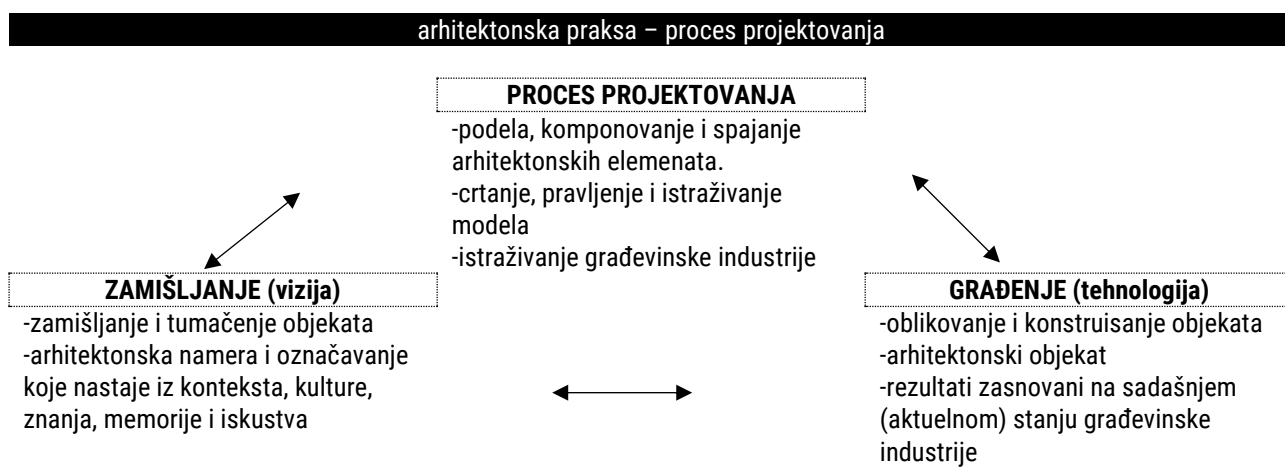 arhitektonska praksa – proces projektovanja
PROCES PROJEKTOVANJA
-podela, komponovanje i spajanje
arhitektonskih elemenata.
-crtanje, pravljenje i istraživanje
modela
-istraživanje građevinske industrije
ZAMIŠLJANJE (vizija)
-zamišljanje i tumačenje objekata
-arhitektonska namera i označavanje
koje nastaje iz konteksta, kulture,
znanja, memorije i iskustva
GRAĐENJE (tehnologija)
-oblikovanje i konstruisanje objekata
-arhitektonski objekat
-rezultati zasnovani na sadašnjem
(aktuelnom) stanju građevinske
industrije